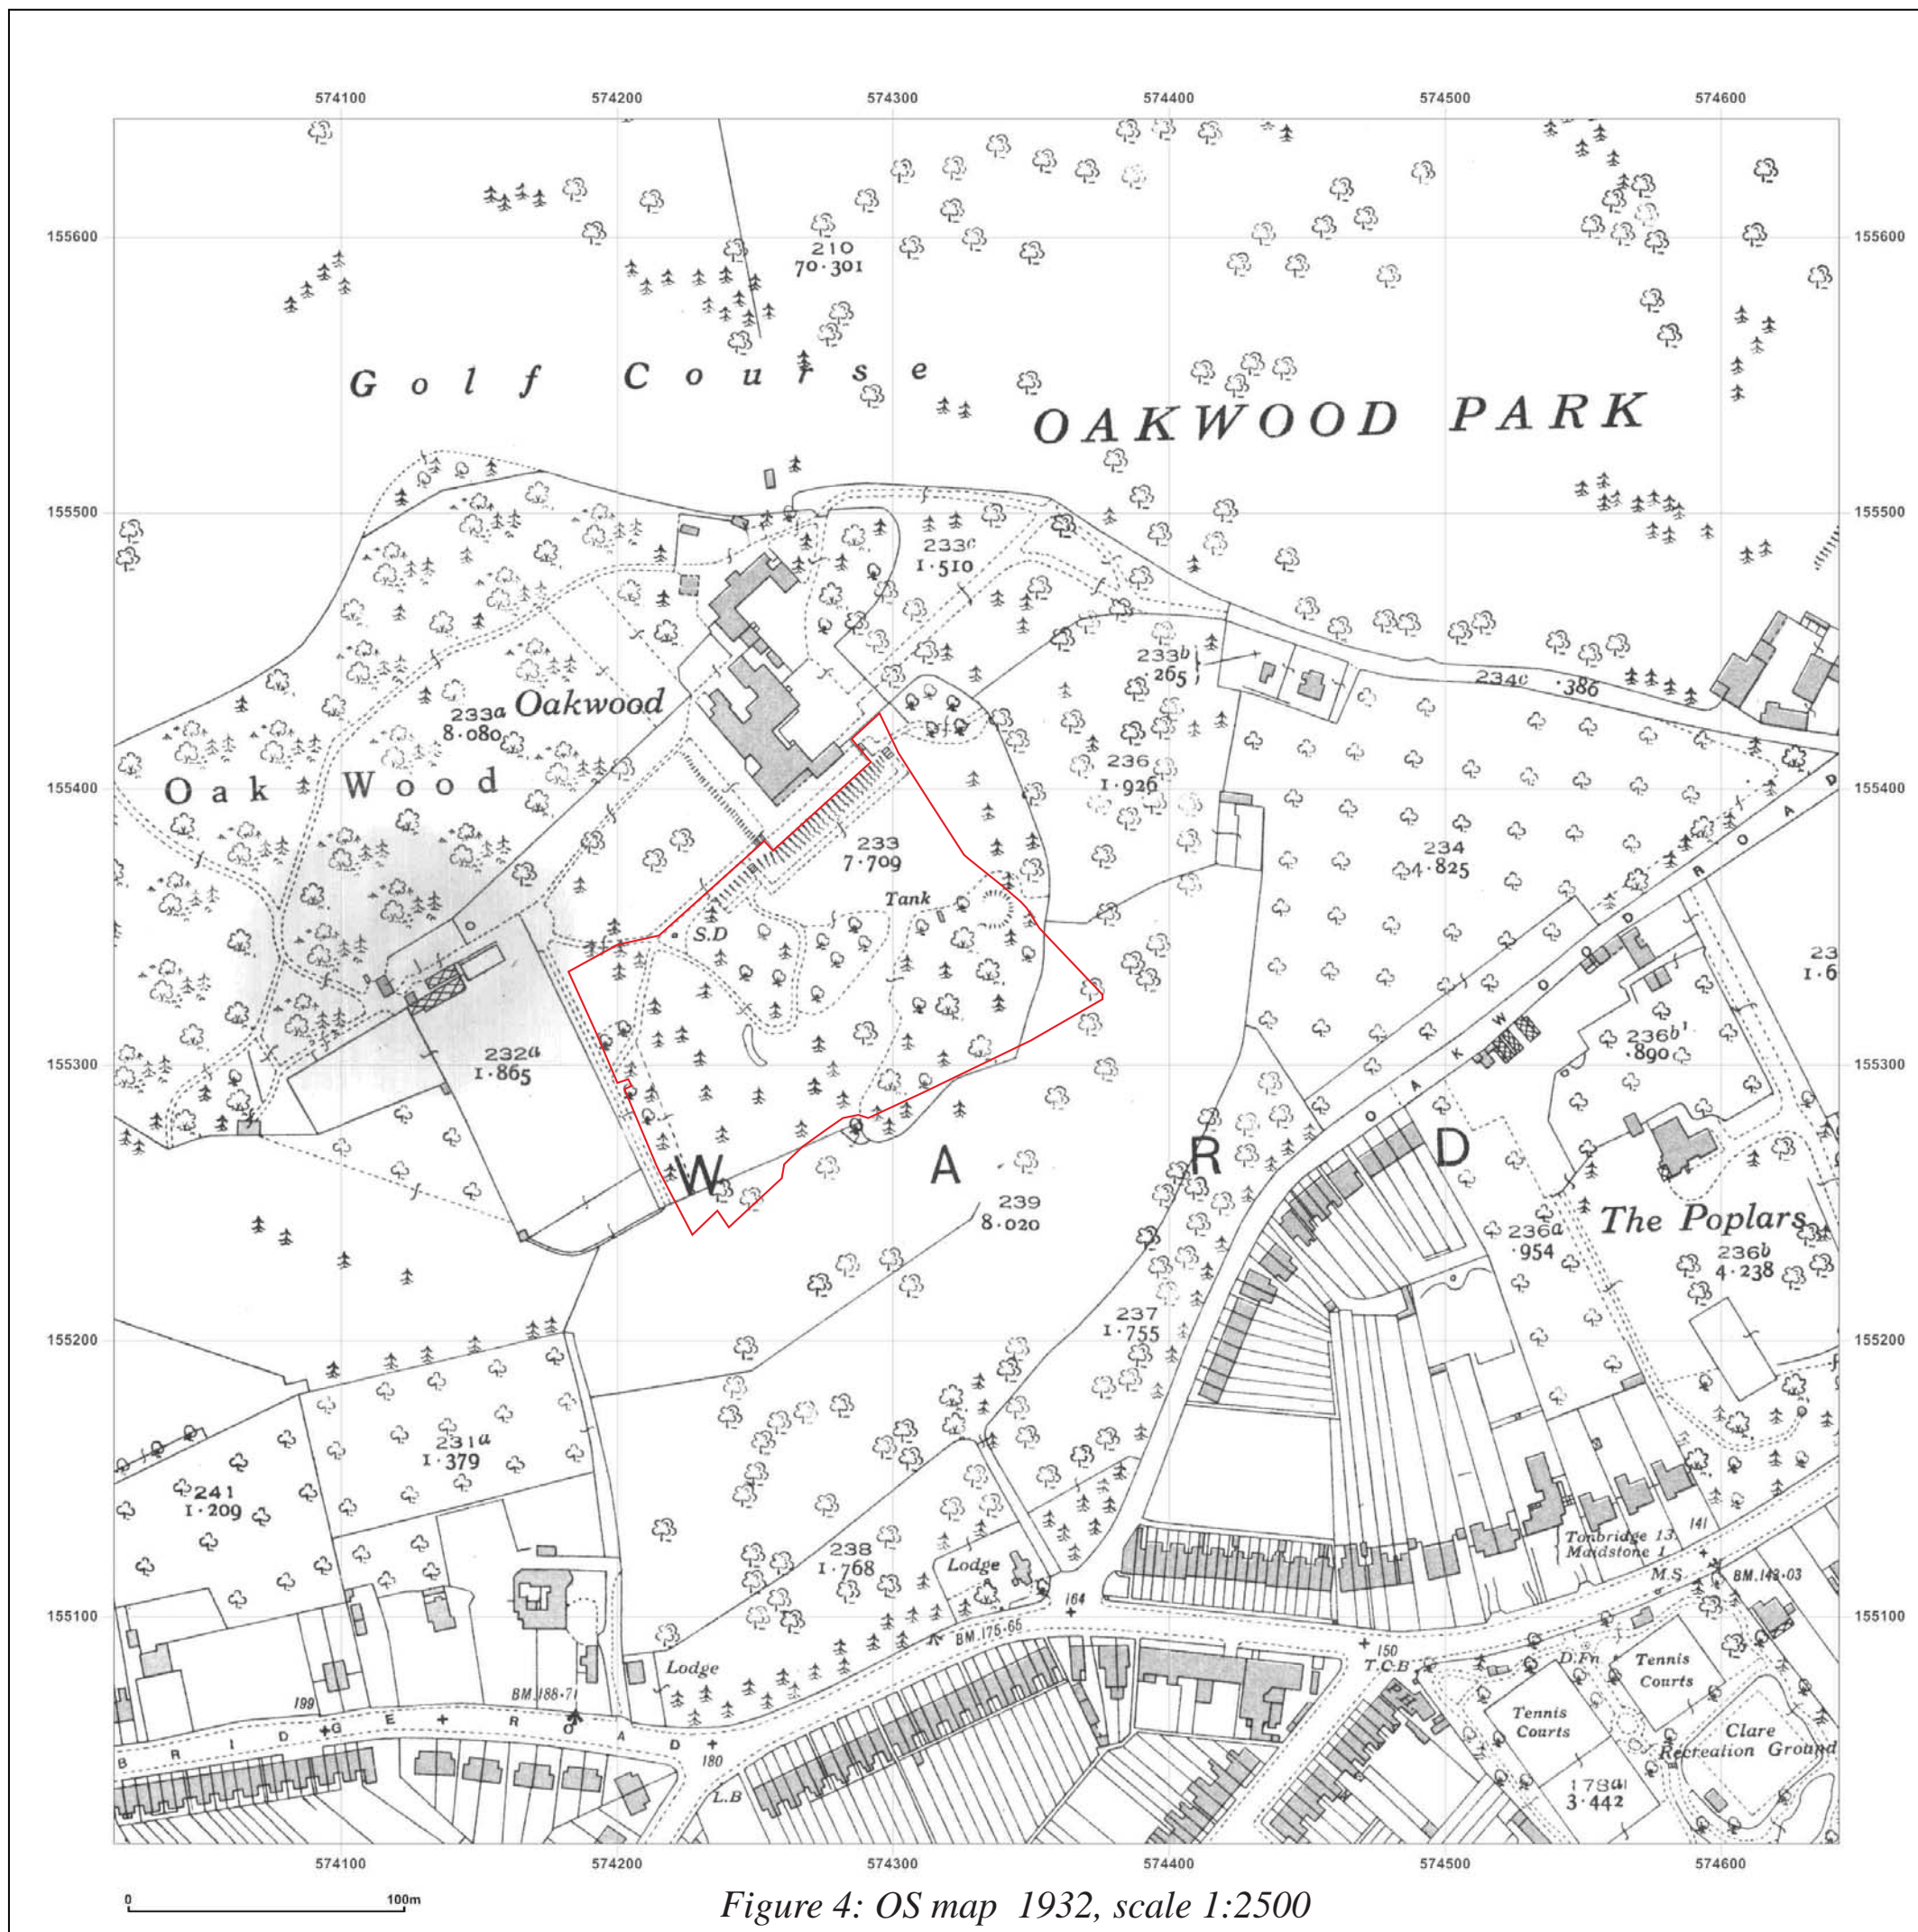 574100 574200 574300 574400 574500 574600
155600 155600
210
70·301
Golf Course
OAKWOOD PARK
155500 155500
233c
1·510
233b
·265
234c ·386
233a
8·080
Oakwood
Oak Wood
236
1·926
155400 155400
233
7·709
234
4·825
Tank
S.D
OAKWOOD ROAD
23
1·6
232a
1·865
236b¹
·890
155300 155300
WARD
239
8·020
236a
·954
The Poplars
236b
4·238
237
1·755
155200 155200
231a
1·379
241
1·209
238
1·768
Lodge
Tonbridge 13
Maidstone 1
141
M.S.
BM.143·03
164
BM.175·65
155100 155100
150
T.C.B
D.Fn
Tennis
Courts
Lodge
P.H.
199
BM.188·71
Tennis
Courts
Clare
Recreation Ground
BRIDGE ROAD
180
L.B
178a
3·442
574100 574200 574300 574400 574500 574600
0 100m
Figure 4: OS map 1932, scale 1:2500